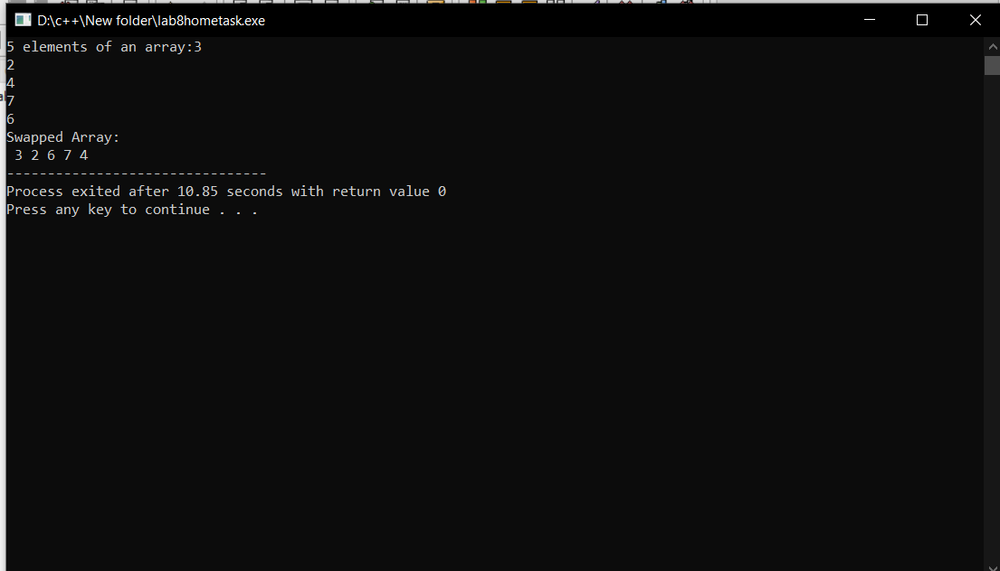 D:\c++\New folder\lab8hometask.exe
5 elements of an array:3
2
4
7
6
Swapped Array:
 3 2 6 7 4
--------------------------------
Process exited after 10.85 seconds with return value 0
Press any key to continue . . .